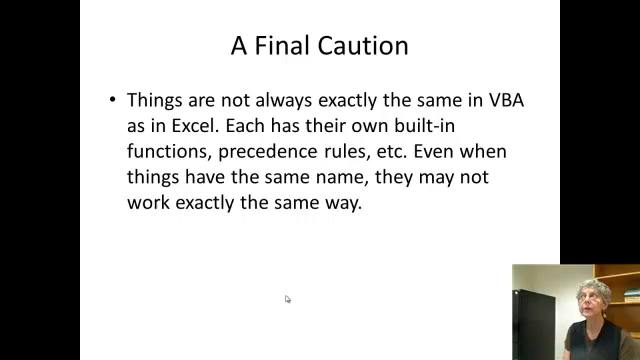 A Final Caution
• Things are not always exactly the same in VBA
as in Excel. Each has their own built-in
functions, precedence rules, etc. Even when
things have the same name, they may not
work exactly the same way.